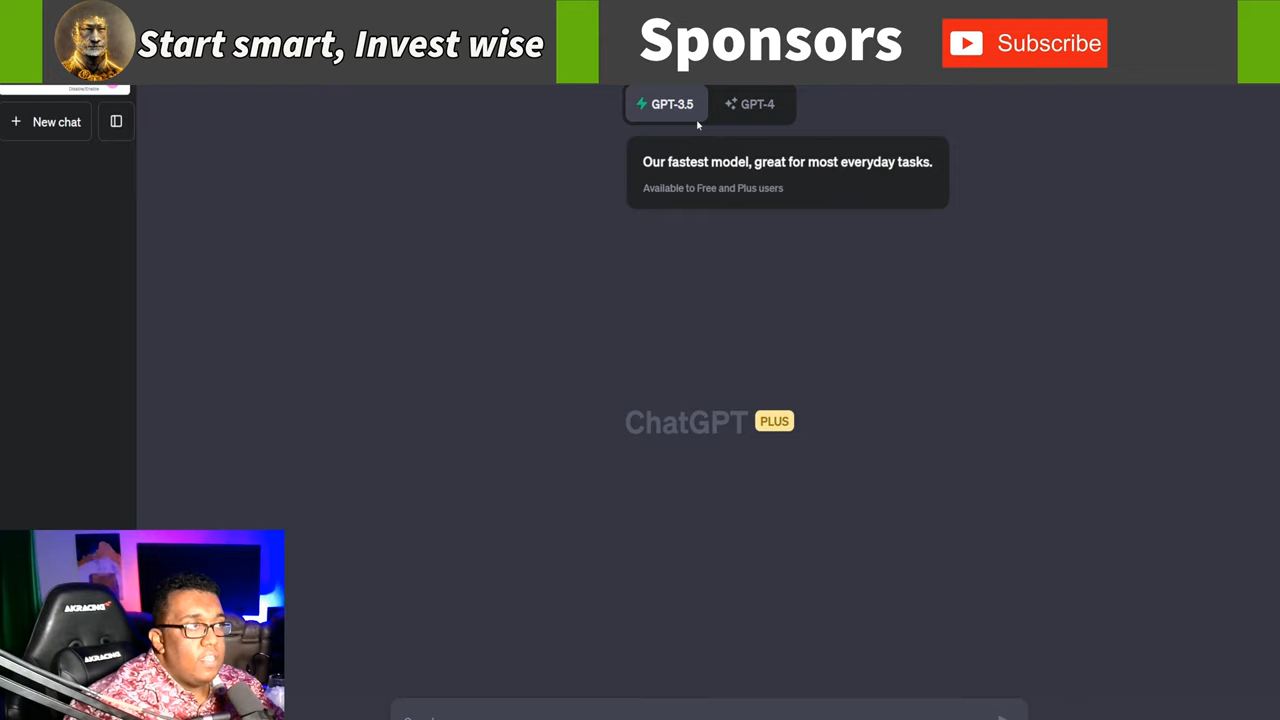 Start smart, Invest wise
Sponsors
Subscribe
New chat
GPT-3.5
GPT-4
Our fastest model, great for most everyday tasks.
Available to Free and Plus users
ChatGPT PLUS
AKRACING
AKRACING